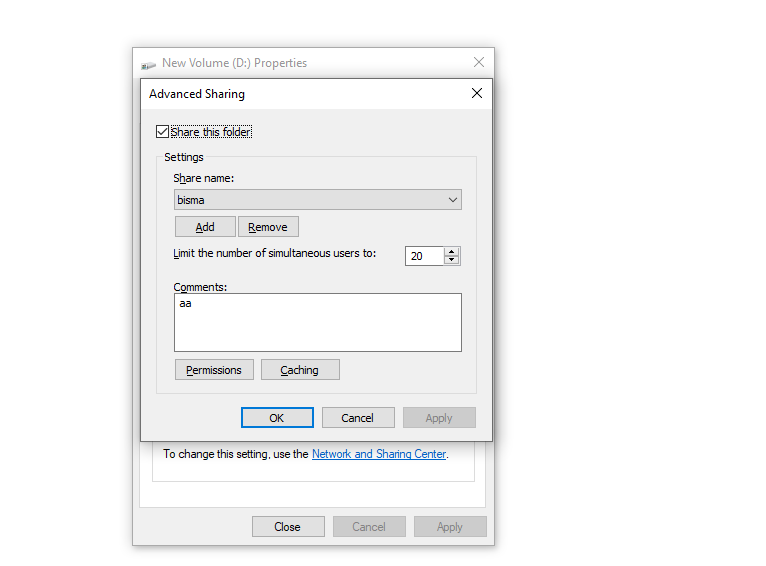 New Volume (D:) Properties
Advanced Sharing
Share this folder
Settings
Share name:
bisma
Add Remove
Limit the number of simultaneous users to: 20
Comments:
aa
Permissions Caching
OK Cancel Apply
To change this setting, use the Network and Sharing Center.
Close Cancel Apply